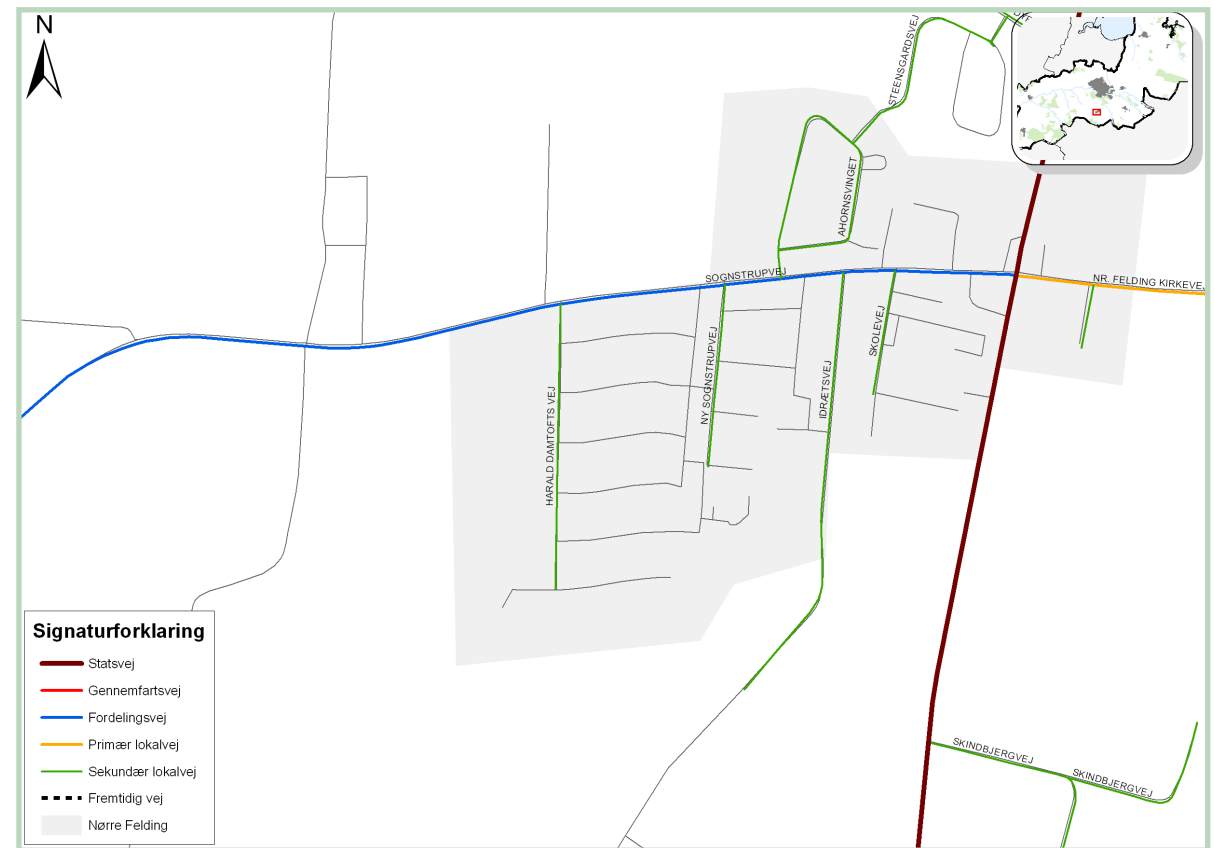 N
STEENSGÅRDSVEJ
AHORNSVINGET
SOGNSTRUPVEJ
NR. FELDING KIRKEVEJ
SKOLEVEJ
IDRÆTSVEJ
NY SOGNSTRUPVEJ
HARALD DAMTOFTS VEJ
SKINDBJERGVEJ
SKINDBJERGVEJ
Signaturforklaring
Statsvej
Gennemfartsvej
Fordelingsvej
Primær lokalvej
Sekundær lokalvej
Fremtidig vej
Nørre Felding